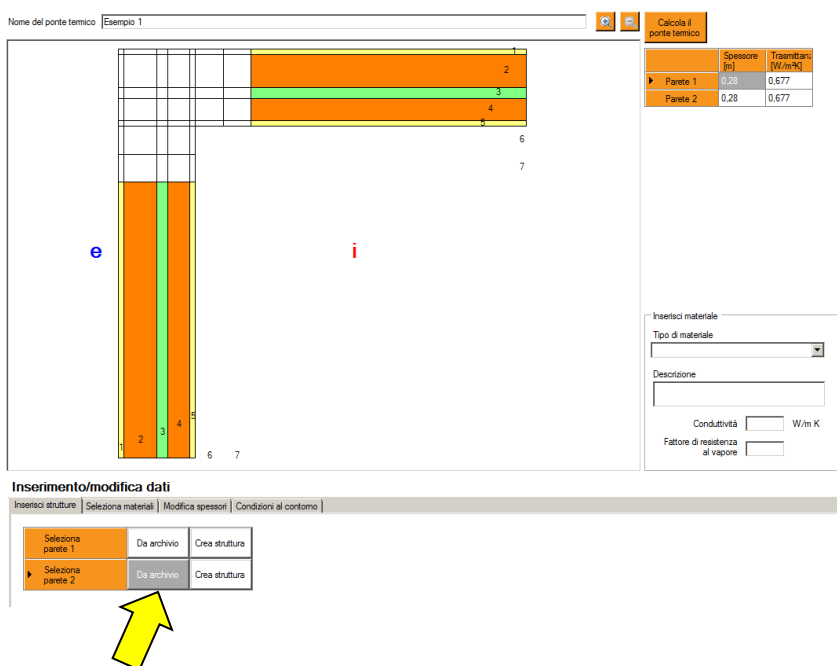 Nome del ponte termico Esempio 1
Calcola il
ponte termico
Spessore
[m]
Trasmittanz
[W/m²K]
Parete 1 0,28 0,677
Parete 2 0,28 0,677
1
2
3
4
5
6
7
e
i
1 2 3 4 5
6 7
Inserisci materiale
Tipo di materiale
Descrizione
Conduttività W/m K
Fattore di resistenza
al vapore
Inserimento/modifica dati
Inserisci strutture Seleziona materiali Modifica spessori Condizioni al contorno
Seleziona
parete 1
Da archivio Crea struttura
Seleziona
parete 2
Da archivio Crea struttura